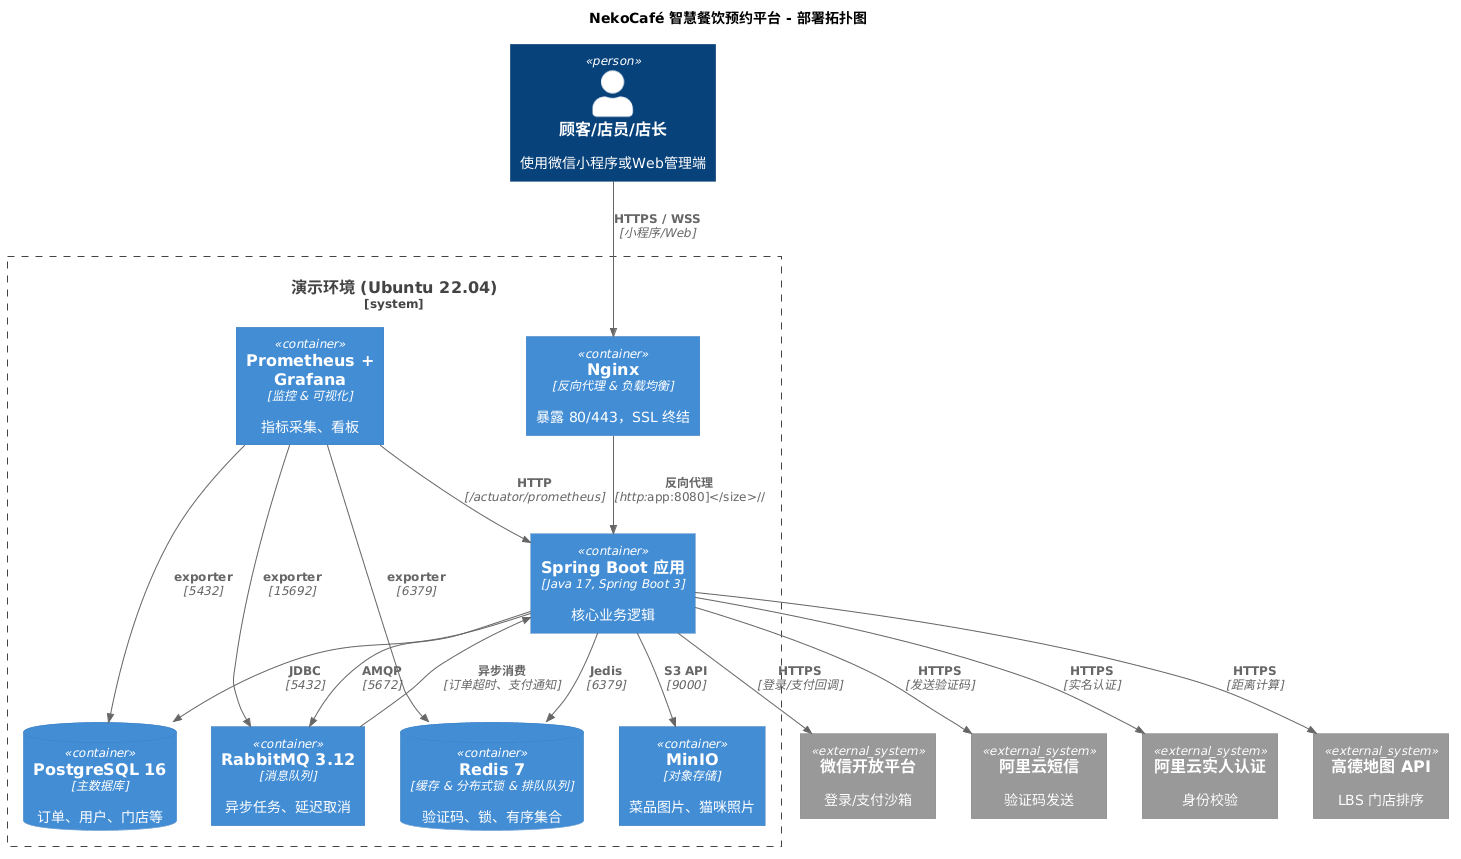 NekoCafé 智慧餐饮预约平台 - 部署拓扑图
«person»
顾客/店员/店长
使用微信小程序或Web管理端
HTTPS / WSS
[小程序/Web]
演示环境 (Ubuntu 22.04)
[system]
«container»
Prometheus +
Grafana
[监控 & 可视化]
指标采集、看板
«container»
Nginx
[反向代理 & 负载均衡]
暴露 80/443，SSL 终结
HTTP
[/actuator/prometheus]
反向代理
[http:app:8080]</size>//
«container»
Spring Boot 应用
[Java 17, Spring Boot 3]
核心业务逻辑
exporter
[5432]
exporter
[15692]
exporter
[6379]
JDBC
[5432]
AMQP
[5672]
异步消费
[订单超时、支付通知]
Jedis
[6379]
S3 API
[9000]
HTTPS
[登录/支付回调]
HTTPS
[发送验证码]
HTTPS
[实名认证]
HTTPS
[距离计算]
«container»
PostgreSQL 16
[主数据库]
订单、用户、门店等
«container»
RabbitMQ 3.12
[消息队列]
异步任务、延迟取消
«container»
Redis 7
[缓存 & 分布式锁 & 排队队列]
验证码、锁、有序集合
«container»
MinIO
[对象存储]
菜品图片、猫咪照片
«external_system»
微信开放平台
登录/支付沙箱
«external_system»
阿里云短信
验证码发送
«external_system»
阿里云实人认证
身份校验
«external_system»
高德地图 API
LBS 门店排序